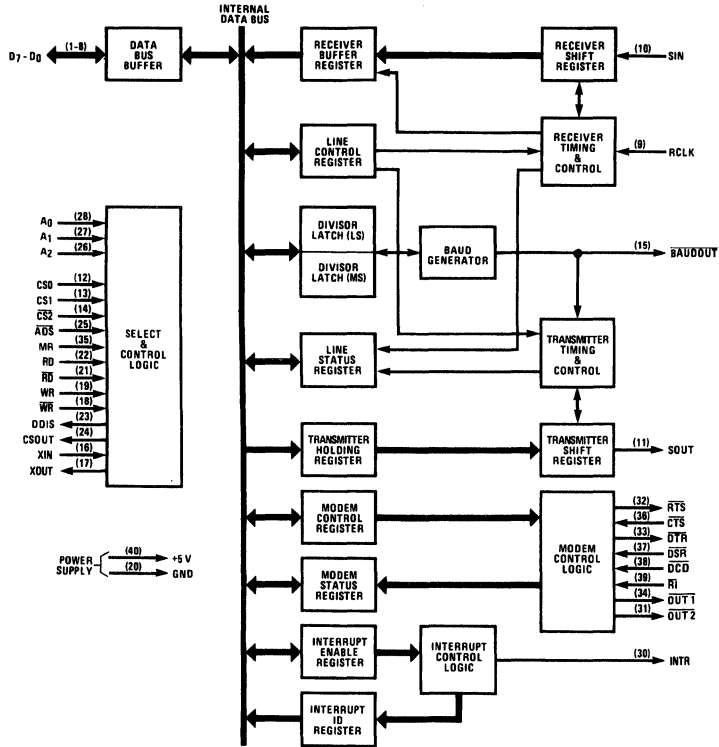 INTERNAL
DATA BUS
D7 - D0
(1-8)
DATA
BUS
BUFFER
RECEIVER
BUFFER
REGISTER
RECEIVER
SHIFT
REGISTER
(10)
SIN
LINE
CONTROL
REGISTER
RECEIVER
TIMING
&
CONTROL
(9)
RCLK
A0 (28)
A1 (27)
A2 (26)
CS0 (12)
CS1 (13)
CS2 (14)
ADS (25)
MR (35)
RD (22)
RD (21)
WR (19)
WR (18)
DDIS (23)
CSOUT (24)
XIN (16)
XOUT (17)
SELECT
&
CONTROL
LOGIC
DIVISOR
LATCH (LS)
DIVISOR
LATCH (MS)
BAUD
GENERATOR
(15)
BAUDOUT
LINE
STATUS
REGISTER
TRANSMITTER
TIMING
&
CONTROL
TRANSMITTER
HOLDING
REGISTER
TRANSMITTER
SHIFT
REGISTER
(11)
SOUT
MODEM
CONTROL
REGISTER
MODEM
STATUS
REGISTER
MODEM
CONTROL
LOGIC
(32) RTS
(36) CTS
(33) DTR
(37) DSR
(38) DCD
(39) RI
(34) OUT 1
(31) OUT 2
POWER
SUPPLY
(40) +5 V
(20) GND
INTERRUPT
ENABLE
REGISTER
INTERRUPT
CONTROL
LOGIC
(30)
INTR
INTERRUPT
ID
REGISTER